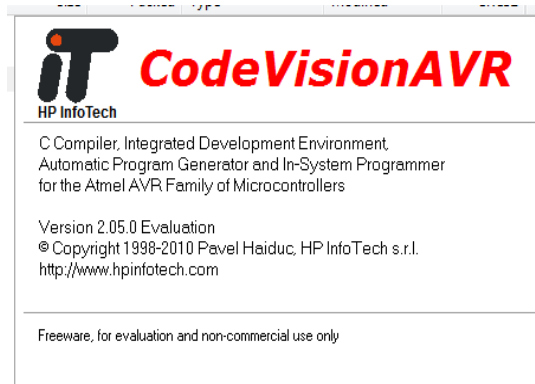 CodeVisionAVR
HP InfoTech
C Compiler, Integrated Development Environment,
Automatic Program Generator and In-System Programmer
for the Atmel AVR Family of Microcontrollers
Version 2.05.0 Evaluation
© Copyright 1998-2010 Pavel Haiduc, HP InfoTech s.r.l.
http://www.hpinfotech.com
Freeware, for evaluation and non-commercial use only